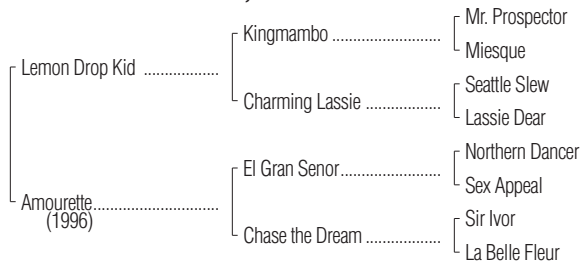 Mr. Prospector
Kingmambo ......................
Miesque
Lemon Drop Kid ...............
Seattle Slew
Charming Lassie ...............
Lassie Dear
Northern Dancer
El Gran Senor....................
Sex Appeal
Amourette.........................
(1996)
Sir Ivor
Chase the Dream ...............
La Belle Fleur